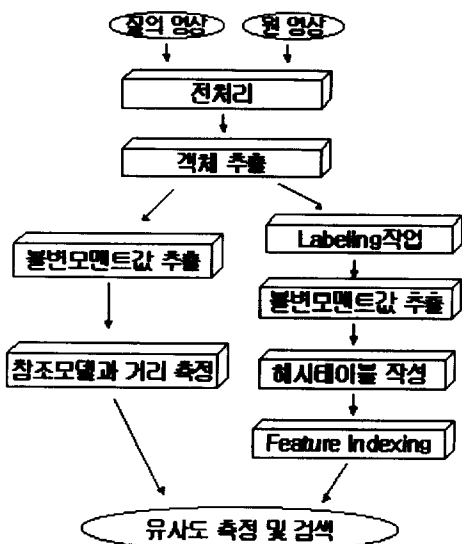 질의 영상
원 영상
전처리
객체 추출
불변모멘트값 추출
참조모델과 거리 측정
Labeling작업
불변모멘트값 추출
해시테이블 작성
Feature Indexing
유사도 측정 및 검색